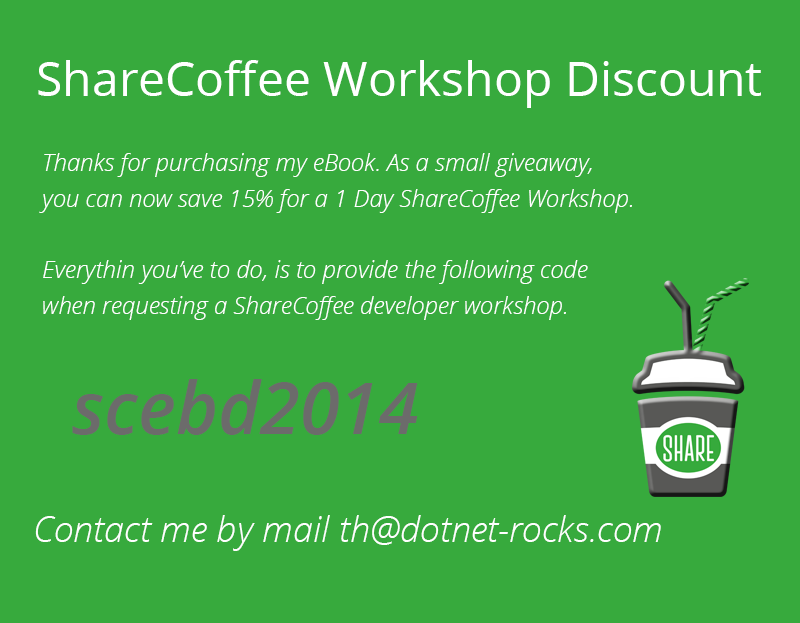 ShareCoffee Workshop Discount
Thanks for purchasing my eBook. As a small giveaway,
you can now save 15% for a 1 Day ShareCoffee Workshop.
Everythin you’ve to do, is to provide the following code
when requesting a ShareCoffee developer workshop.
scebd2014
SHARE
Contact me by mail th@dotnet-rocks.com